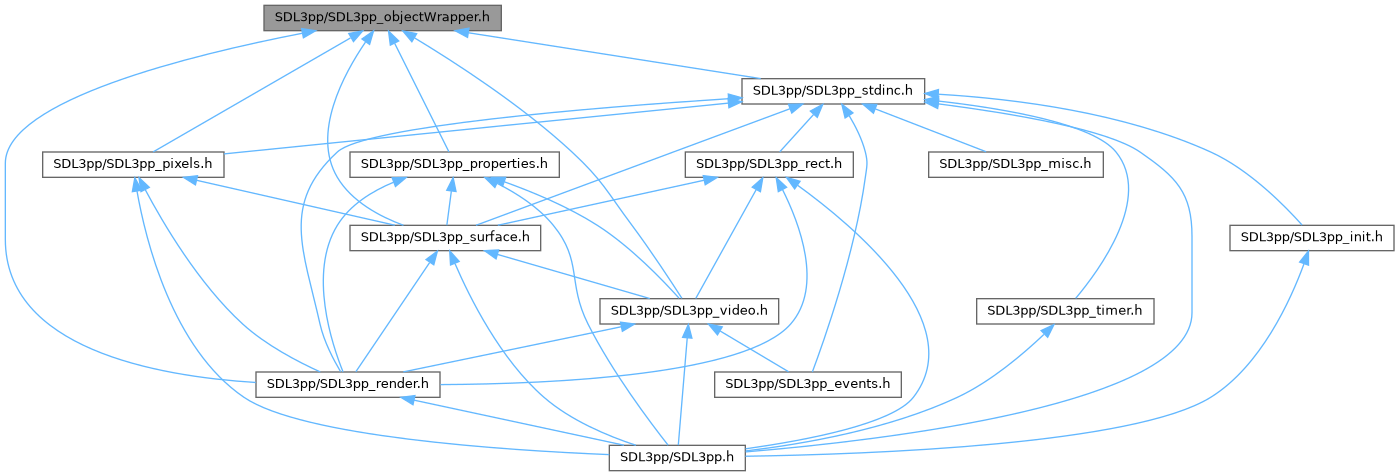 SDL3pp/SDL3pp_objectWrapper.h
SDL3pp/SDL3pp_stdinc.h
SDL3pp/SDL3pp_pixels.h
SDL3pp/SDL3pp_properties.h
SDL3pp/SDL3pp_rect.h
SDL3pp/SDL3pp_misc.h
SDL3pp/SDL3pp_surface.h
SDL3pp/SDL3pp_init.h
SDL3pp/SDL3pp_video.h
SDL3pp/SDL3pp_timer.h
SDL3pp/SDL3pp_render.h
SDL3pp/SDL3pp_events.h
SDL3pp/SDL3pp.h